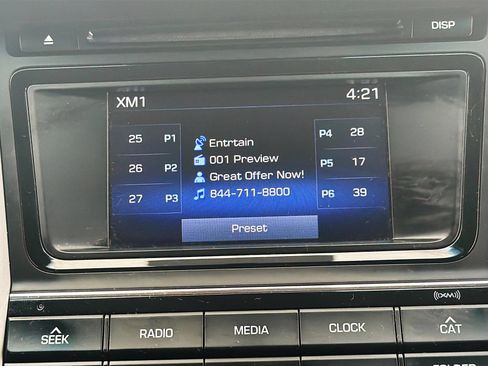 DISP
XM1 4:21
25 P1
26 P2
27 P3
Entrtain
001 Preview
Great Offer Now!
844-711-8800
P4 28
P5 17
P6 39
Preset
((XM))
SEEK RADIO MEDIA CLOCK CAT
FOLDER